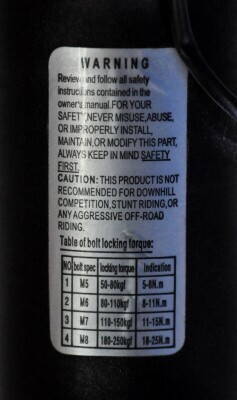 WARNING
Review and follow all safety
instructions contained in the
owner's manual. FOR YOUR
SAFETY, NEVER MISUSE, ABUSE,
OR IMPROPERLY INSTALL,
MAINTAIN, OR MODIFY THIS PART,
ALWAYS KEEP IN MIND SAFETY
FIRST.
CAUTION: THIS PRODUCT IS NOT
RECOMMENDED FOR DOWNHILL
COMPETITION, STUNT RIDING, OR
ANY AGGRESSIVE OFF-ROAD
RIDING.
Table of bolt locking torque:
NO bolt spec locking torque Indication
1 M5 50-80kgf 5-8N.m
2 M6 80-110kgf 8-11N.m
3 M7 110-150kgf 11-15N.m
4 M8 180-250kgf 18-25N.m